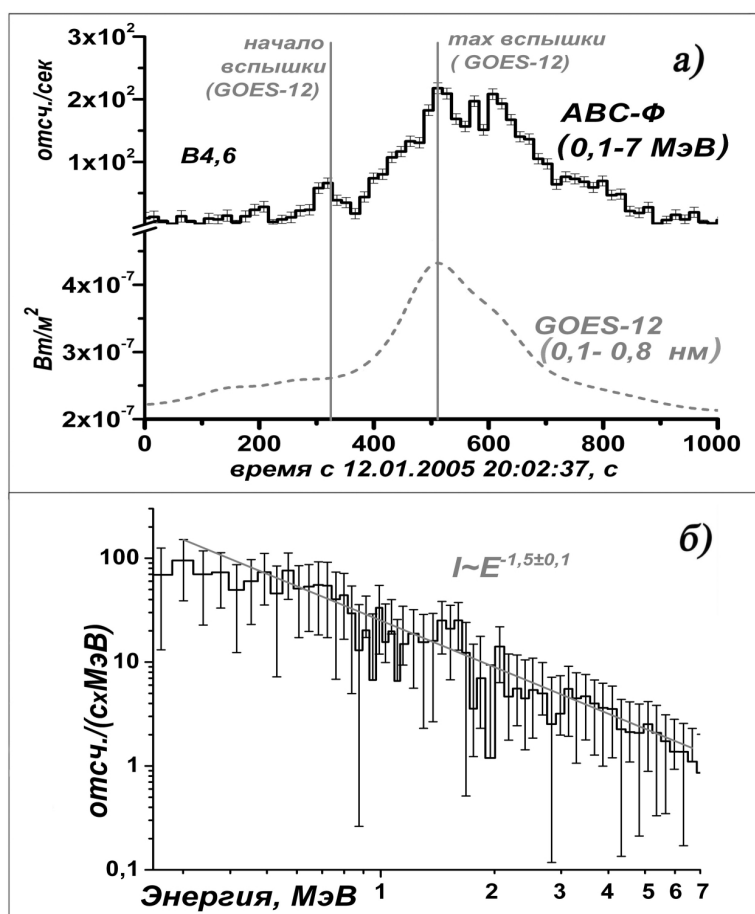 3x10²
2x10²
1x10²
отсч./сек
начало
вспышки
(GOES-12)
max вспышки
( GOES-12)
а)
АВС-Ф
(0,1-7 МэВ)
В4,6
4x10⁻⁷
3x10⁻⁷
2x10⁻⁷
Вт/м²
GOES-12
(0,1- 0,8 нм)
0 200 400 600 800 1000
время с 12.01.2005 20:02:37, с
б)
I~E⁻¹,⁵±⁰,¹
100
10
1
0,1
отсч./(схМэВ)
1 2 3 4 5 6 7
Энергия, МэВ